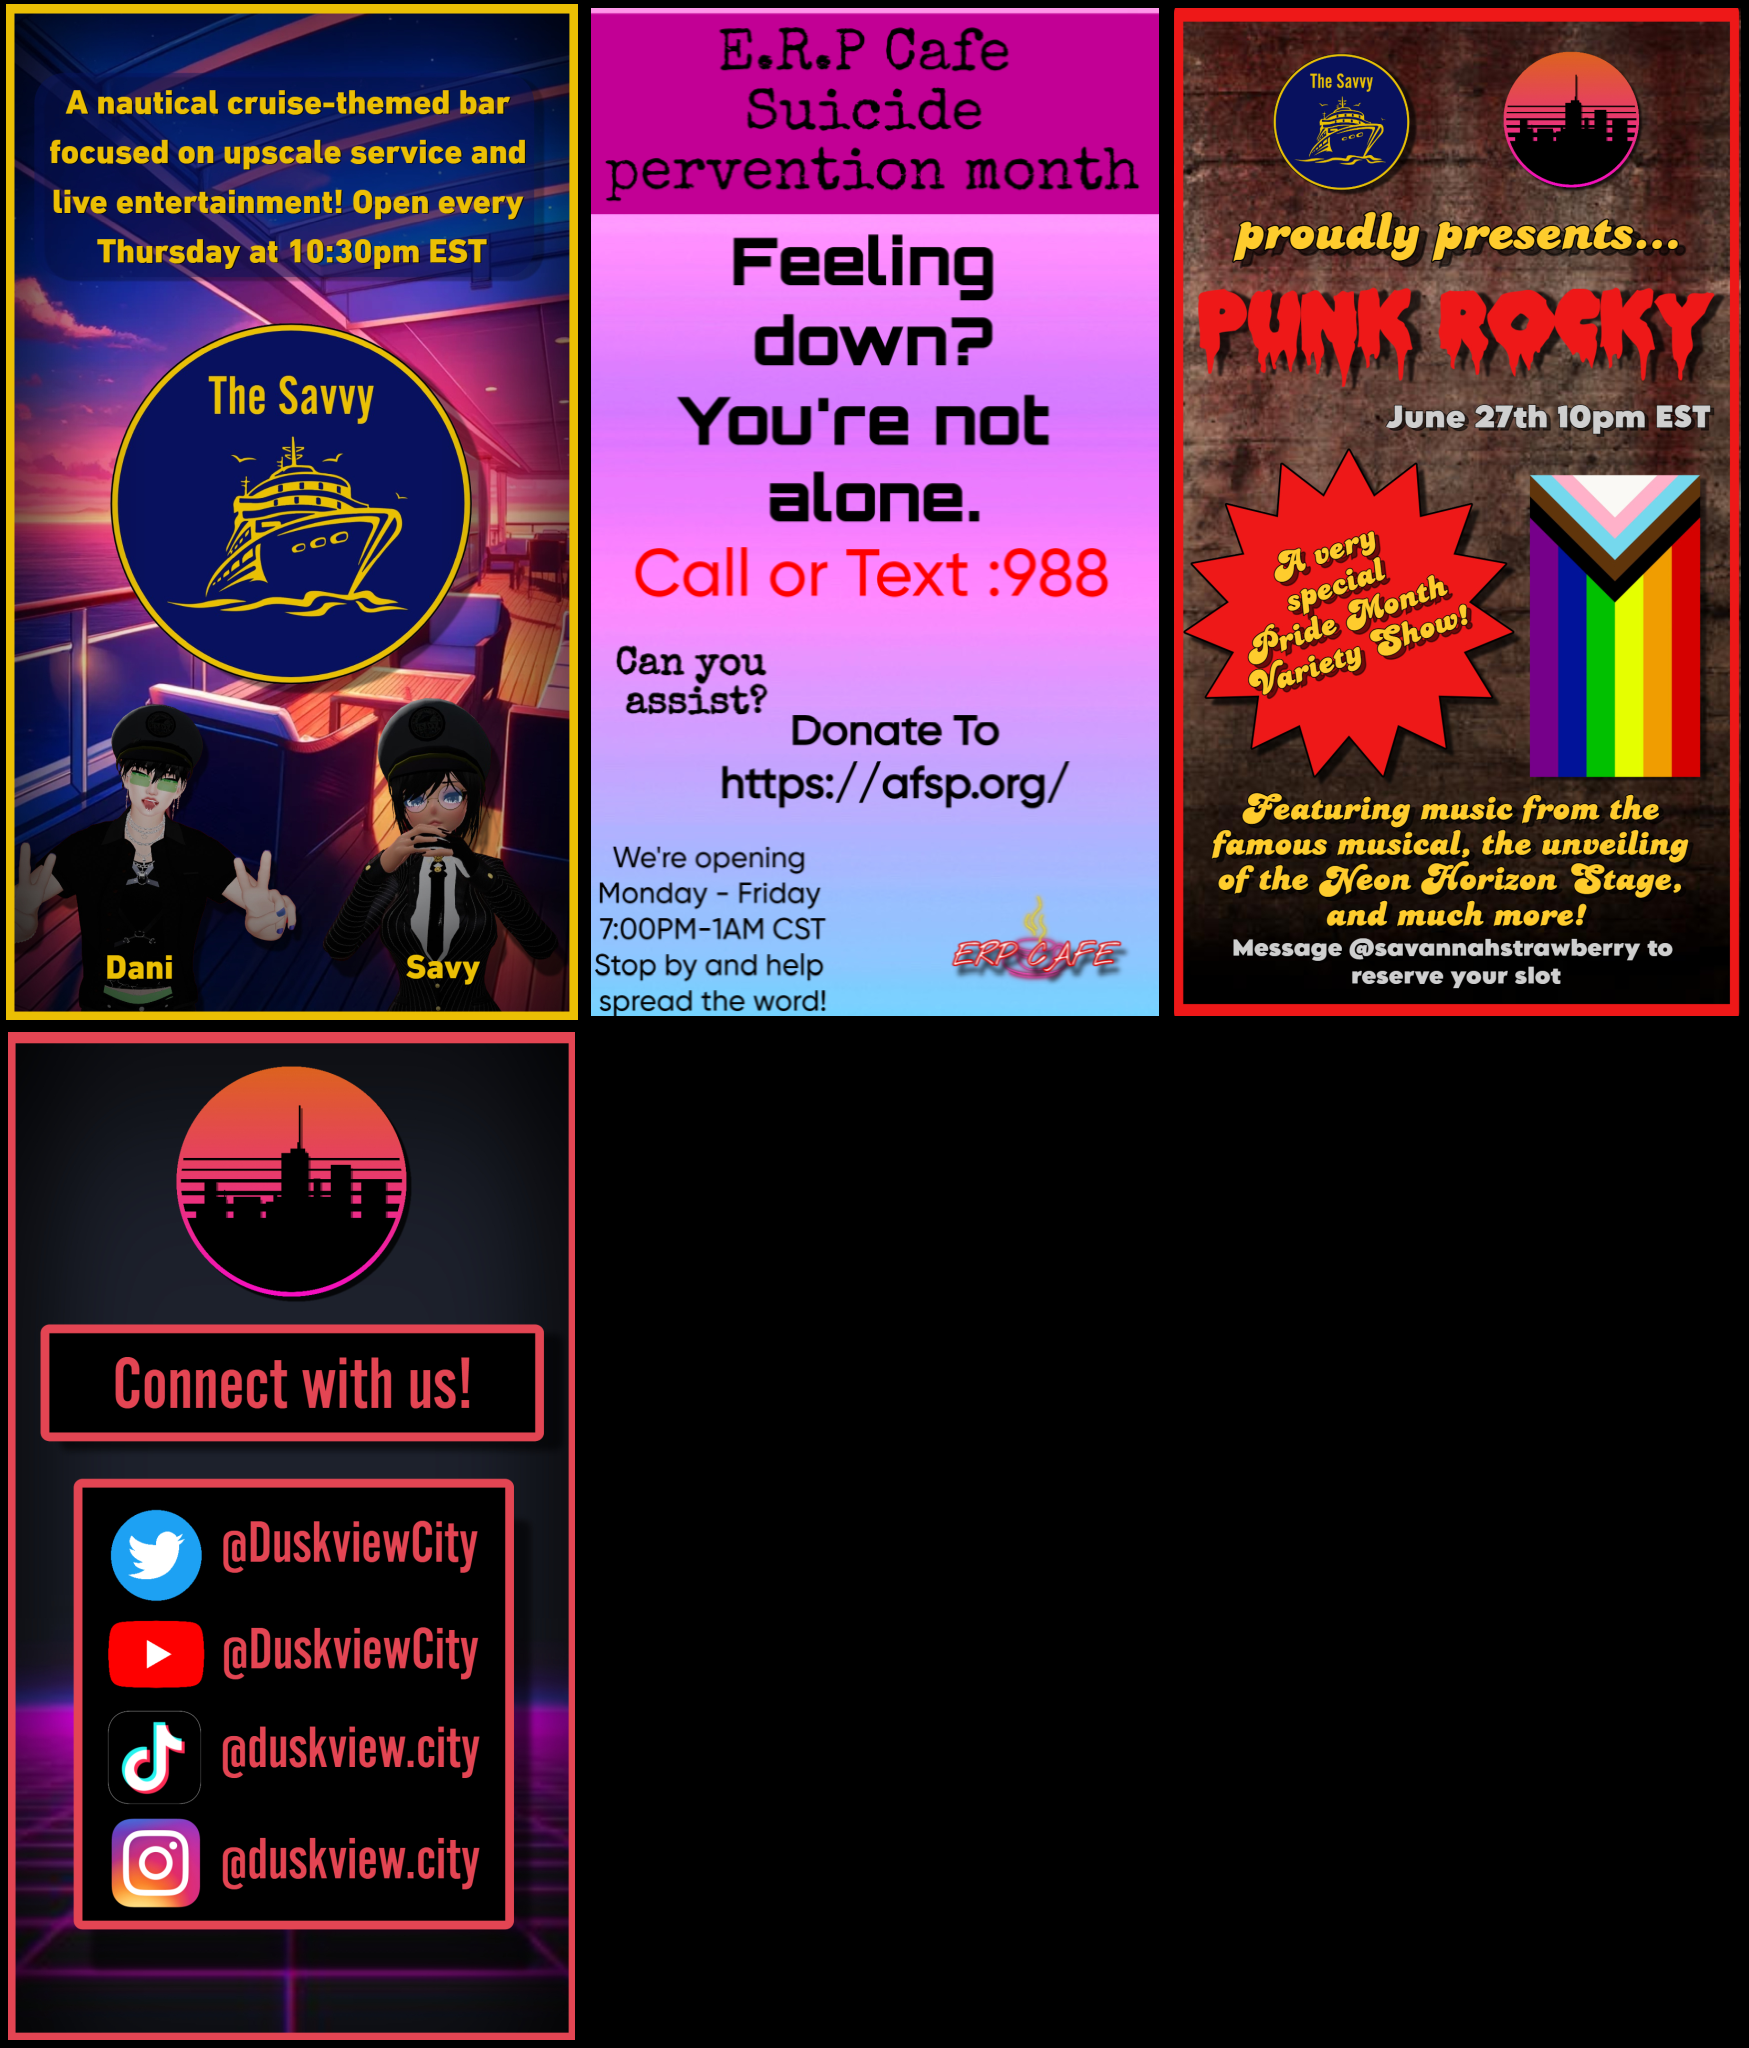 A nautical cruise-themed bar
focused on upscale service and
live entertainment! Open every
Thursday at 10:30pm EST
The Savvy
Dani
Savy
E.R.P Cafe
Suicide
pervention month
Feeling
down?
You're not
alone.
Call or Text :988
Can you
assist?
Donate To
https://afsp.org/
We're opening
Monday - Friday
7:00PM-1AM CST
Stop by and help
spread the word!
ERP CAFE
The Savvy
proudly presents...
PUNK ROCKY
June 27th 10pm EST
A very
special
Pride Month
Variety Show!
Featuring music from the
famous musical, the unveiling
of the Neon Horizon Stage,
and much more!
Message @savannahstrawberry to
reserve your slot
Connect with us!
@DuskviewCity
@DuskviewCity
@duskview.city
@duskview.city